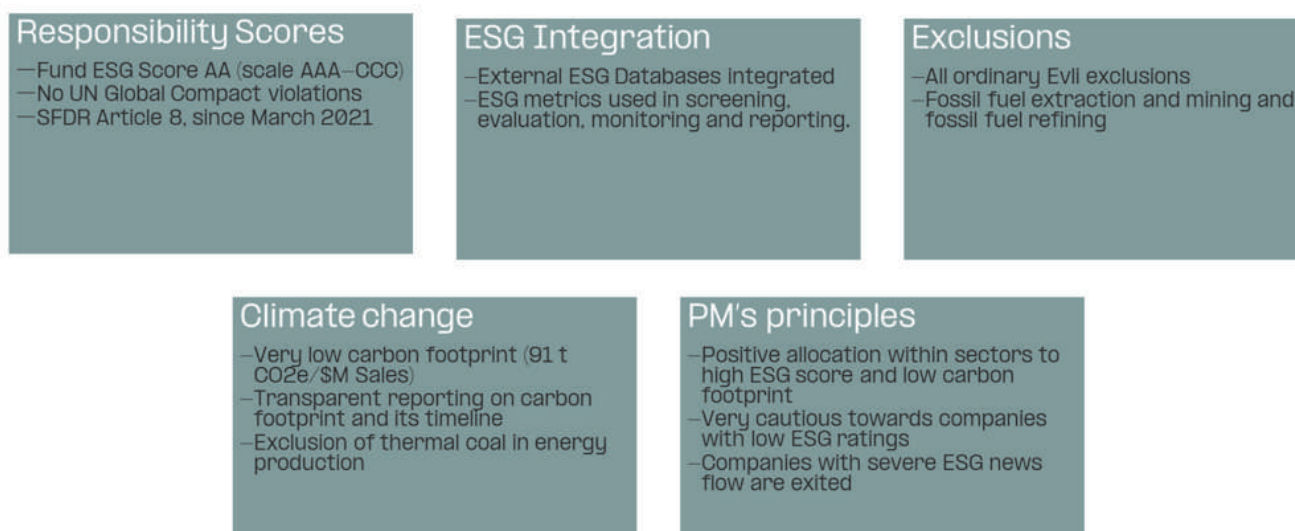 Responsibility Scores
—Fund ESG Score AA (scale AAA–CCC)
—No UN Global Compact violations
—SFDR Article 8, since March 2021
ESG Integration
–External ESG Databases integrated
–ESG metrics used in screening,
evaluation, monitoring and reporting.
Exclusions
–All ordinary Evli exclusions
–Fossil fuel extraction and mining and
fossil fuel refining
Climate change
–Very low carbon footprint (91 t
CO2e/$M Sales)
–Transparent reporting on carbon
footprint and its timeline
–Exclusion of thermal coal in energy
production
PM's principles
–Positive allocation within sectors to
high ESG score and low carbon
footprint
–Very cautious towards companies
with low ESG ratings
–Companies with severe ESG news
flow are exited